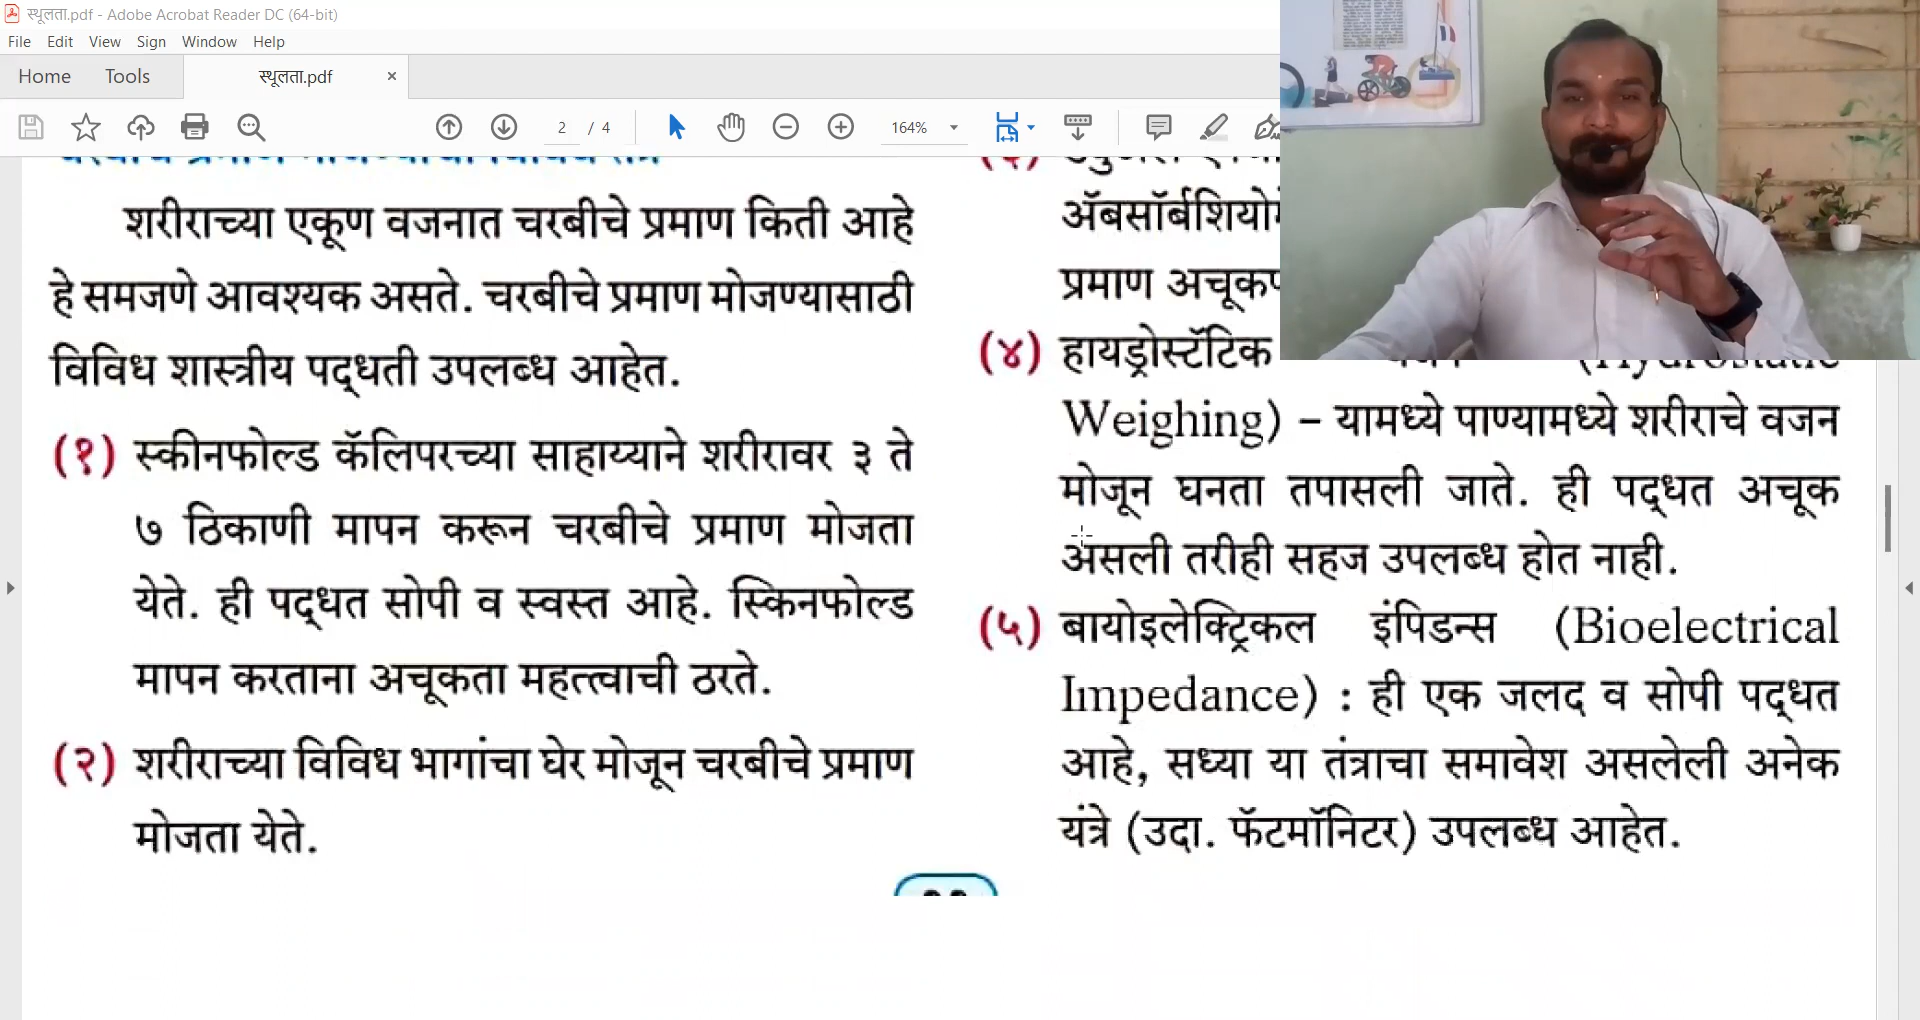 स्थूलता.pdf - Adobe Acrobat Reader DC (64-bit)
File Edit View Sign Window Help
Home Tools स्थूलता.pdf ×
2 / 4 164%
शरीराच्या एकूण वजनात चरबीचे प्रमाण किती आहे
हे समजणे आवश्यक असते. चरबीचे प्रमाण मोजण्यासाठी
विविध शास्त्रीय पद्धती उपलब्ध आहेत.
(१) स्कीनफोल्ड कॅलिपरच्या साहाय्याने शरीरावर ३ ते
७ ठिकाणी मापन करून चरबीचे प्रमाण मोजता
येते. ही पद्धत सोपी व स्वस्त आहे. स्किनफोल्ड
मापन करताना अचूकता महत्त्वाची ठरते.
(२) शरीराच्या विविध भागांचा घेर मोजून चरबीचे प्रमाण
मोजता येते.
प्रमाण
(४) हायड्रोस्टॅटिक (Hydrostatic
Weighing) – यामध्ये पाण्यामध्ये शरीराचे वजन
मोजून घनता तपासली जाते. ही पद्धत अचूक
असली तरीही सहज उपलब्ध होत नाही.
(५) बायोइलेक्ट्रिकल इंपिडन्स (Bioelectrical
Impedance) : ही एक जलद व सोपी पद्धत
आहे, सध्या या तंत्राचा समावेश असलेली अनेक
यंत्रे (उदा. फॅटमॉनिटर) उपलब्ध आहेत.